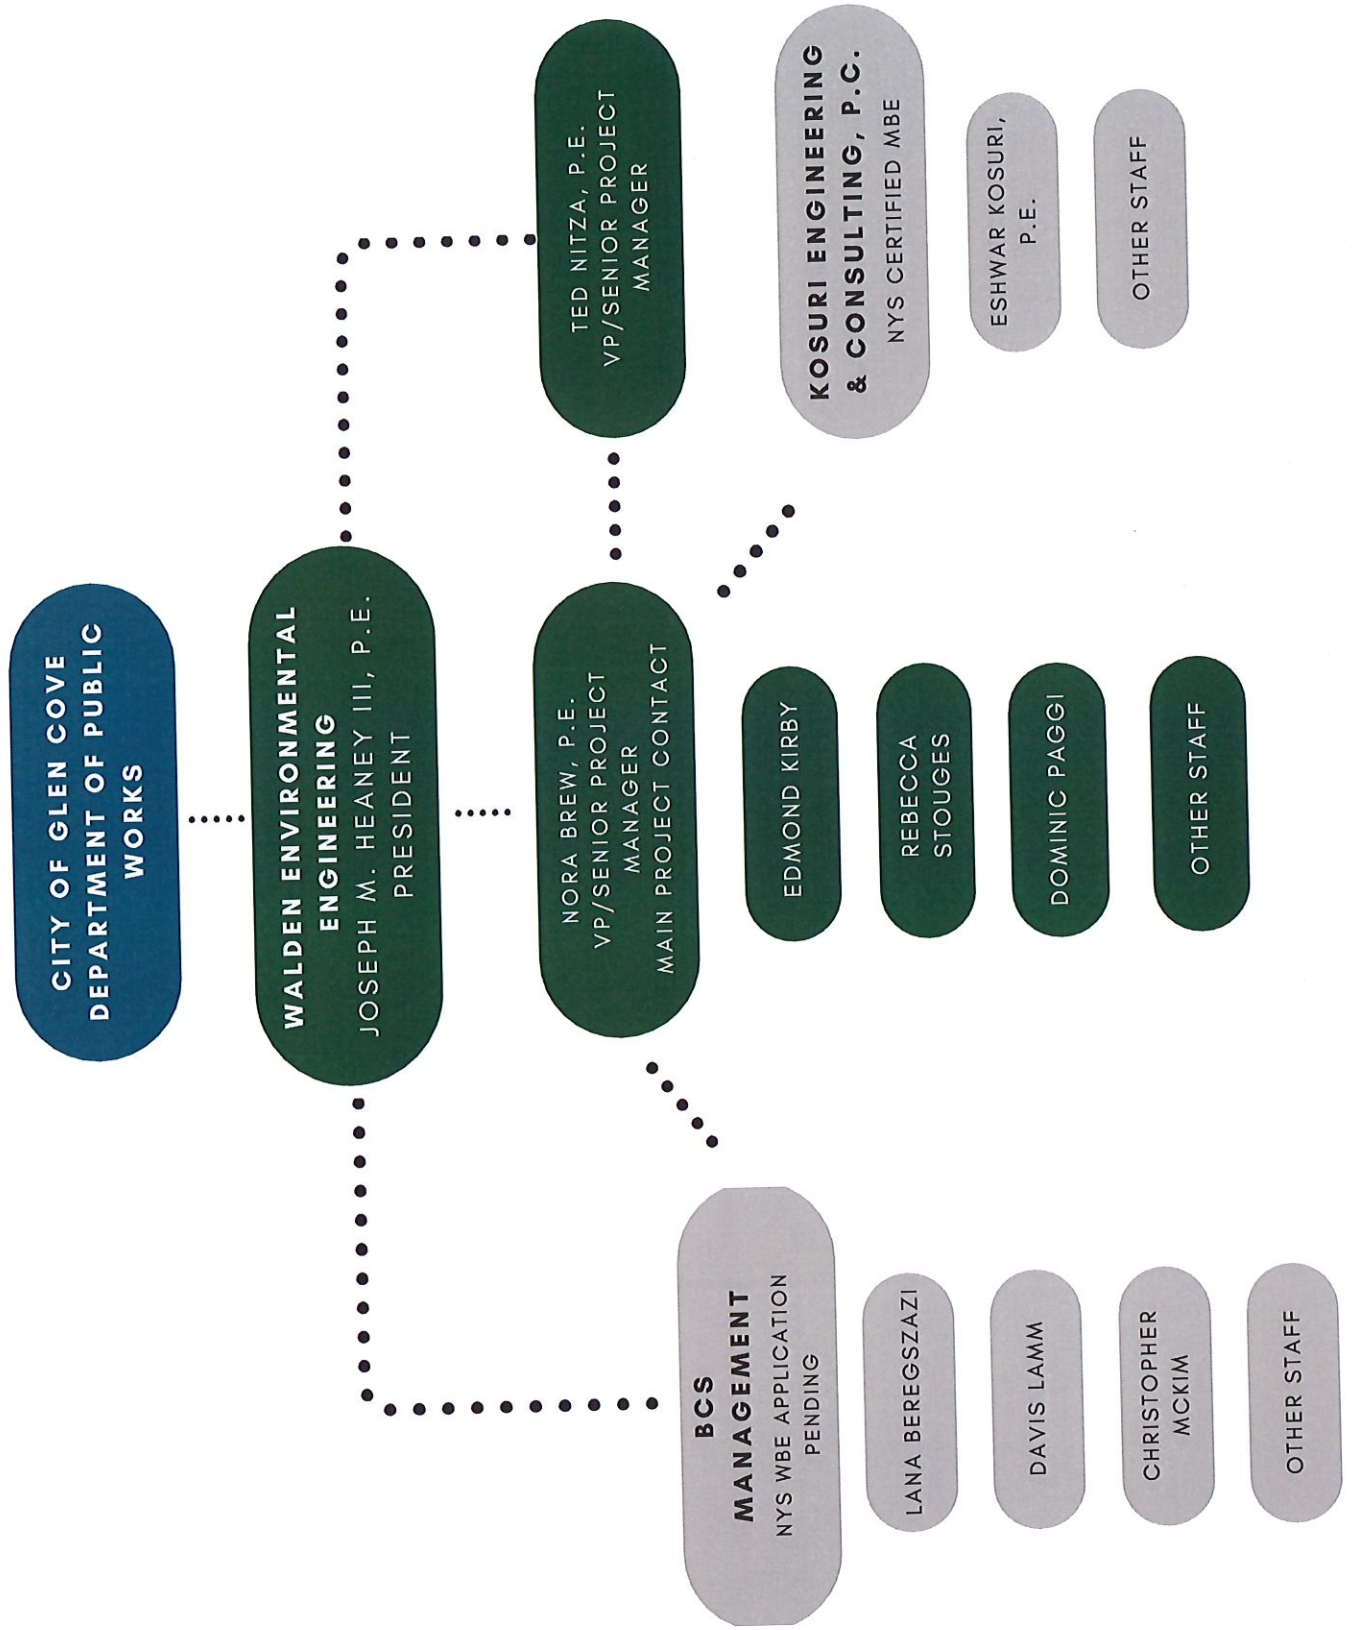 CITY OF GLEN COVE
DEPARTMENT OF PUBLIC
WORKS
WALDEN ENVIRONMENTAL
ENGINEERING
JOSEPH M. HEANEY III, P.E.
PRESIDENT
NORA BREW, P.E.
VP/SENIOR PROJECT
MANAGER
MAIN PROJECT CONTACT
TED NITZA, P.E.
VP/SENIOR PROJECT
MANAGER
BCS
MANAGEMENT
NYS WBE APPLICATION
PENDING
LANA BEREGSZAZI
DAVIS LAMM
CHRISTOPHER
MCKIM
OTHER STAFF
EDMOND KIRBY
REBECCA
STOUGES
DOMINIC PAGGI
OTHER STAFF
KOSURI ENGINEERING
& CONSULTING, P.C.
NYS CERTIFIED MBE
ESHWAR KOSURI,
P.E.
OTHER STAFF